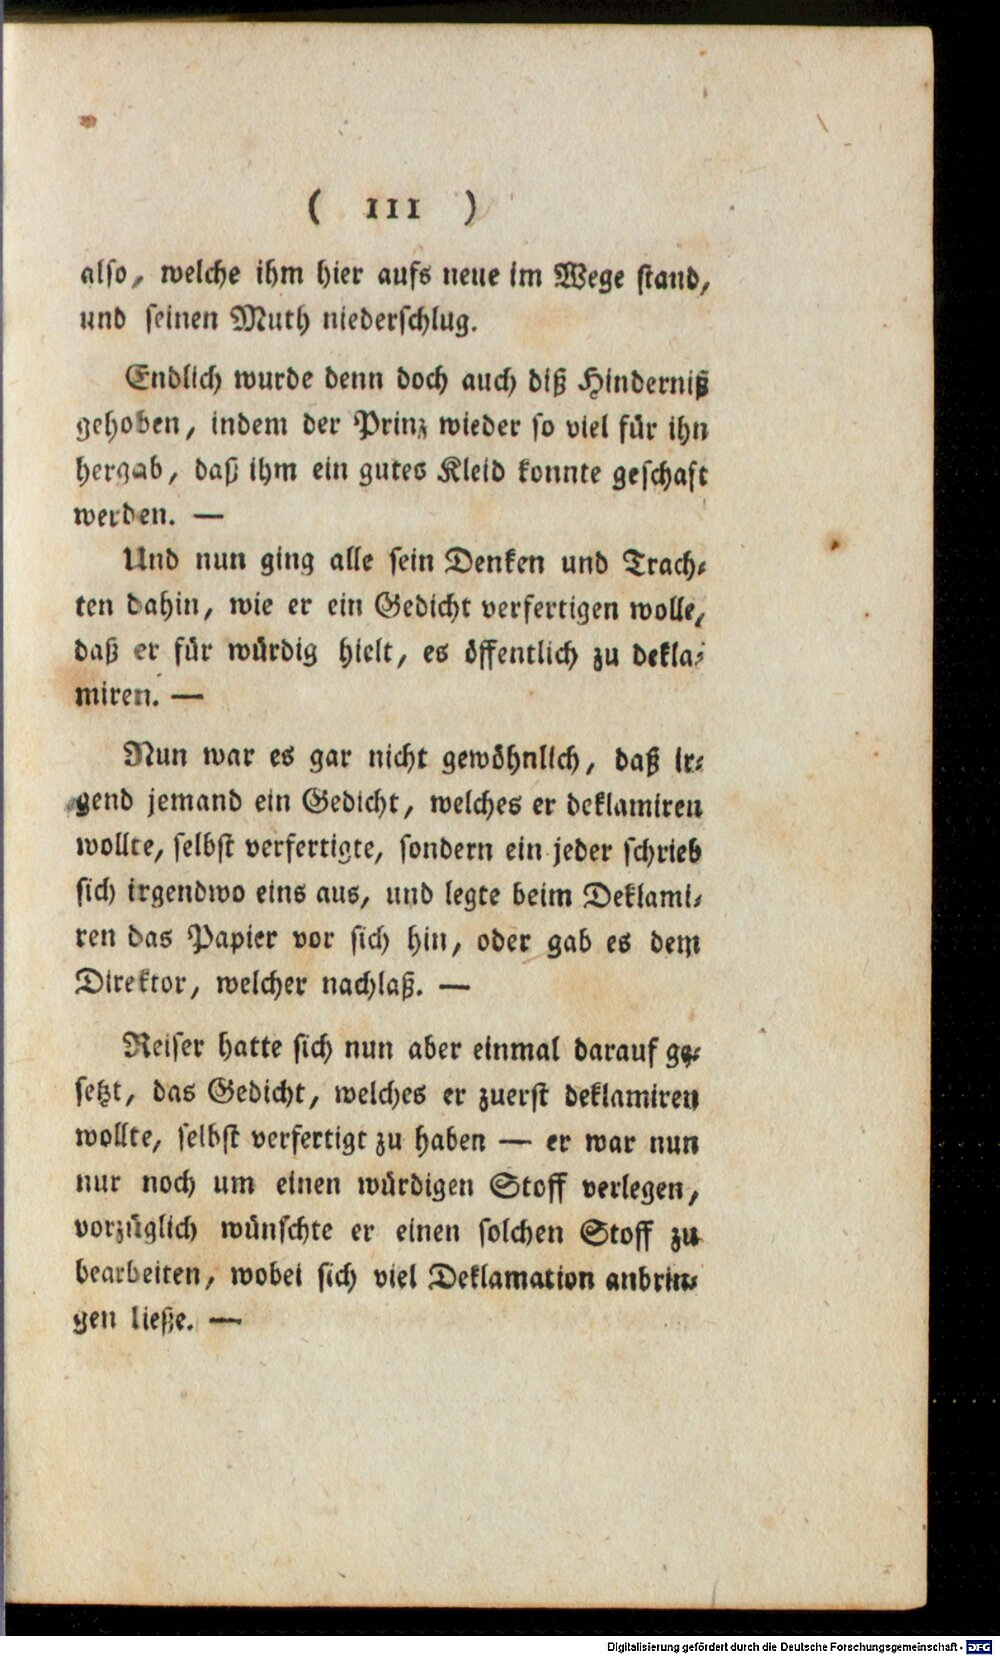 ( III )
also, welche ihm hier aufs neue im Wege stand,
und seinen Muth niederschlug.
Endlich wurde denn doch auch diß Hinderniß
gehoben, indem der Prinz wieder so viel für ihn
hergab, daß ihm ein gutes Kleid konnte geschaft
werden. —
Und nun ging alle sein Denken und Trach-
ten dahin, wie er ein Gedicht verfertigen wolle,
daß er für würdig hielt, es öffentlich zu dekla-
miren. —
Nun war es gar nicht gewöhnlich, daß ir-
gend jemand ein Gedicht, welches er deklamiren
wollte, selbst verfertigte, sondern ein jeder schrieb
sich irgendwo eins aus, und legte beim Deklami-
ren das Papier vor sich hin, oder gab es dem
Direktor, welcher nachlaß. —
Reiser hatte sich nun aber einmal darauf ge-
setzt, das Gedicht, welches er zuerst deklamiren
wollte, selbst verfertigt zu haben — er war nun
nur noch um einen würdigen Stoff verlegen,
vorzüglich wünschte er einen solchen Stoff zu
bearbeiten, wobei sich viel Deklamation anbrin-
gen ließe. —
Digitalisierung gefördert durch die Deutsche Forschungsgemeinschaft - DFG